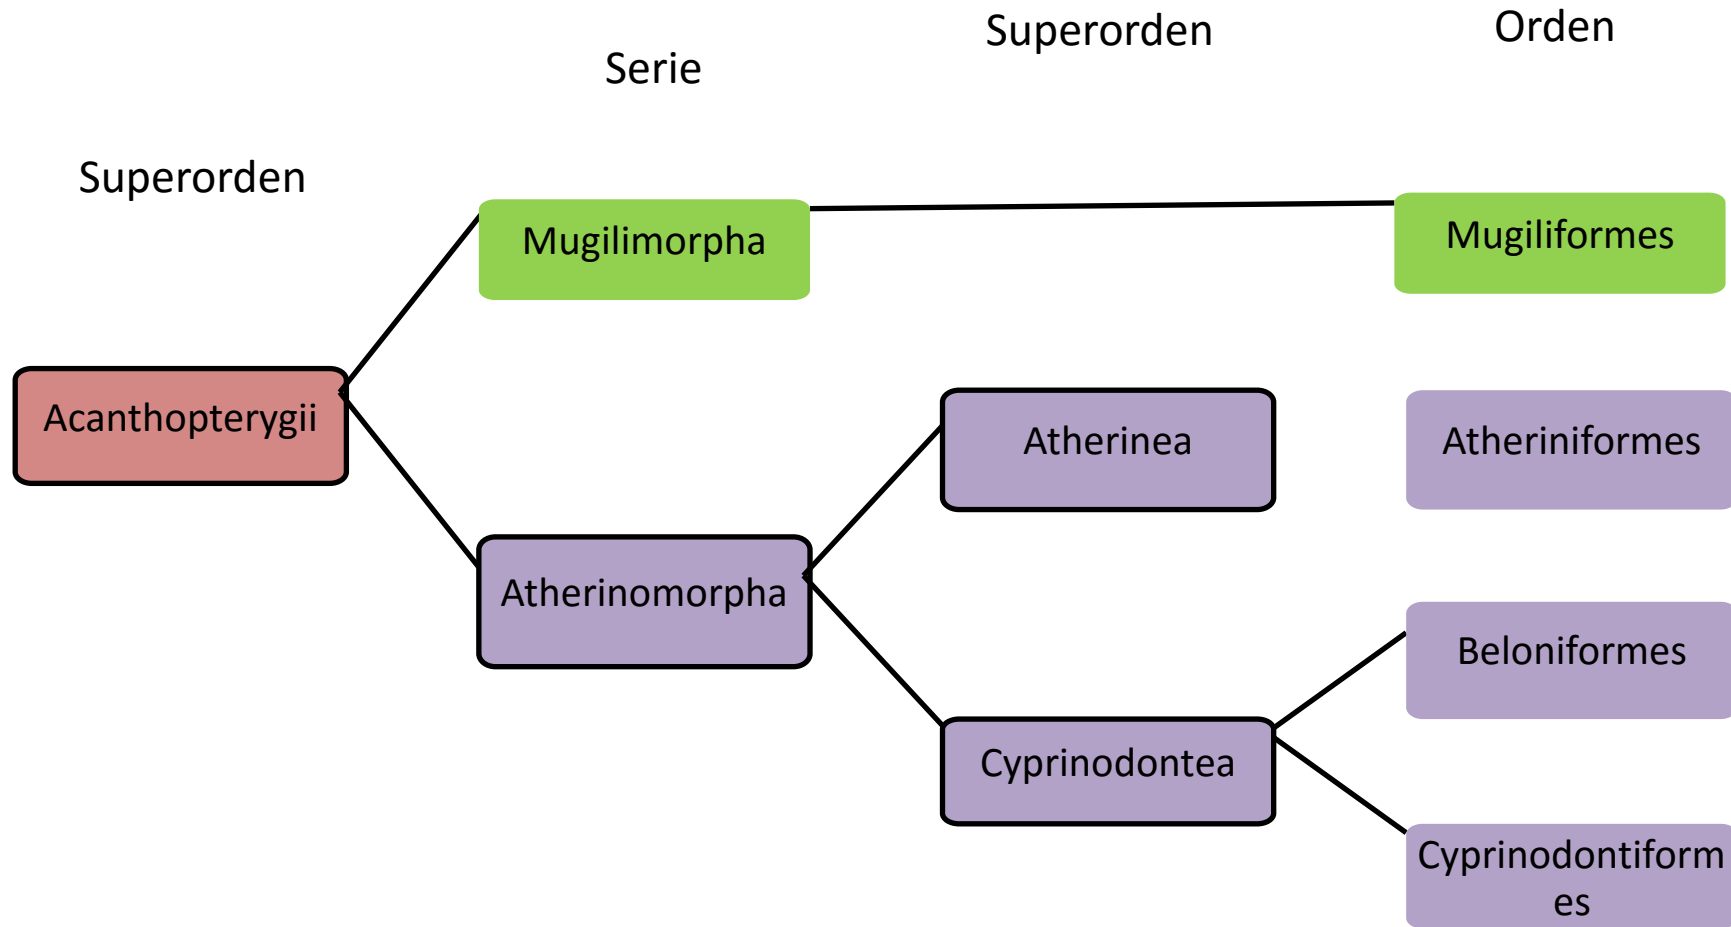 Superorden
Orden
Serie
Superorden
Mugilimorpha
Mugiliformes
Acanthopterygii
Atherinea
Atheriniformes
Atherinomorpha
Beloniformes
Cyprinodontea
Cyprinodontiform
es